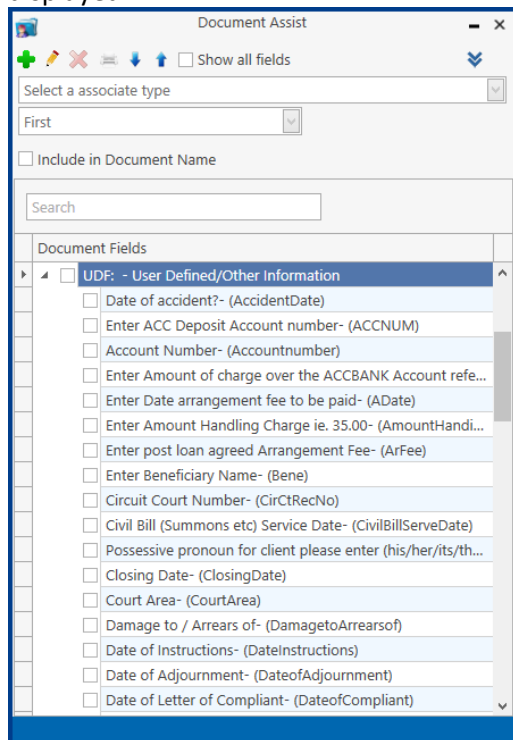 Document Assist
Show all fields
Select a associate type
First
Include in Document Name
Search
Document Fields
UDF: - User Defined/Other Information
Date of accident?- (AccidentDate)
Enter ACC Deposit Account number- (ACCNUM)
Account Number- (Accountnumber)
Enter Amount of charge over the ACCBANK Account refe...
Enter Date arrangement fee to be paid- (ADate)
Enter Amount Handling Charge ie. 35.00- (AmountHandi...
Enter post loan agreed Arrangement Fee- (ArFee)
Enter Beneficiary Name- (Bene)
Circuit Court Number- (CirCtRecNo)
Civil Bill (Summons etc) Service Date- (CivilBillServeDate)
Possessive pronoun for client please enter (his/her/its/th...
Closing Date- (ClosingDate)
Court Area- (CourtArea)
Damage to / Arrears of- (DamagetoArrearsof)
Date of Instructions- (DateInstructions)
Date of Adjournment- (DateofAdjournment)
Date of Letter of Compliant- (DateofCompliant)